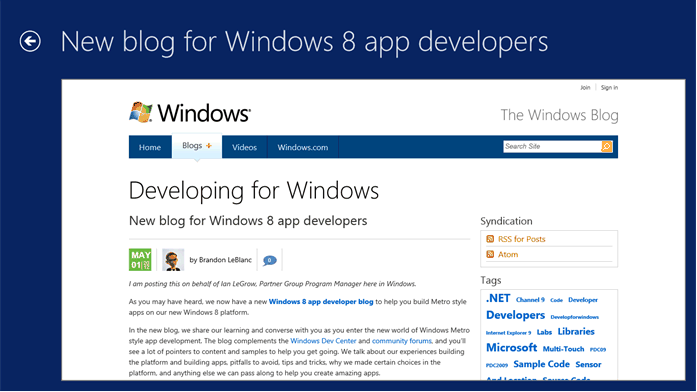 New blog for Windows 8 app developers
Join | Sign in
Windows®
The Windows Blog
Home Blogs + Videos Windows.com Search Site
Developing for Windows
New blog for Windows 8 app developers
MAY
01 2012
by Brandon LeBlanc 0
I am posting this on behalf of Ian LeGrow, Partner Group Program Manager here in Windows.
As you may have heard, we now have a new Windows 8 app developer blog to help you build Metro style
apps on our new Windows 8 platform.
In the new blog, we share our learning and converse with you as you enter the new world of Windows Metro
style app development. The blog complements the Windows Dev Center and community forums, and you'll
see a lot of pointers to content and samples to help you get going. We talk about our experiences building
the platform and building apps, pitfalls to avoid, tips and tricks, why we made certain choices in the
platform, and anything else we can pass along to help you create amazing apps.
Syndication
RSS for Posts
Atom
Tags
.NET Channel 9 Code Developer
Developers Developforwindows
Internet Explorer 9 Labs Libraries
Microsoft Multi-Touch PDC09
PDC2009 Sample Code Sensor
And Location Source Code